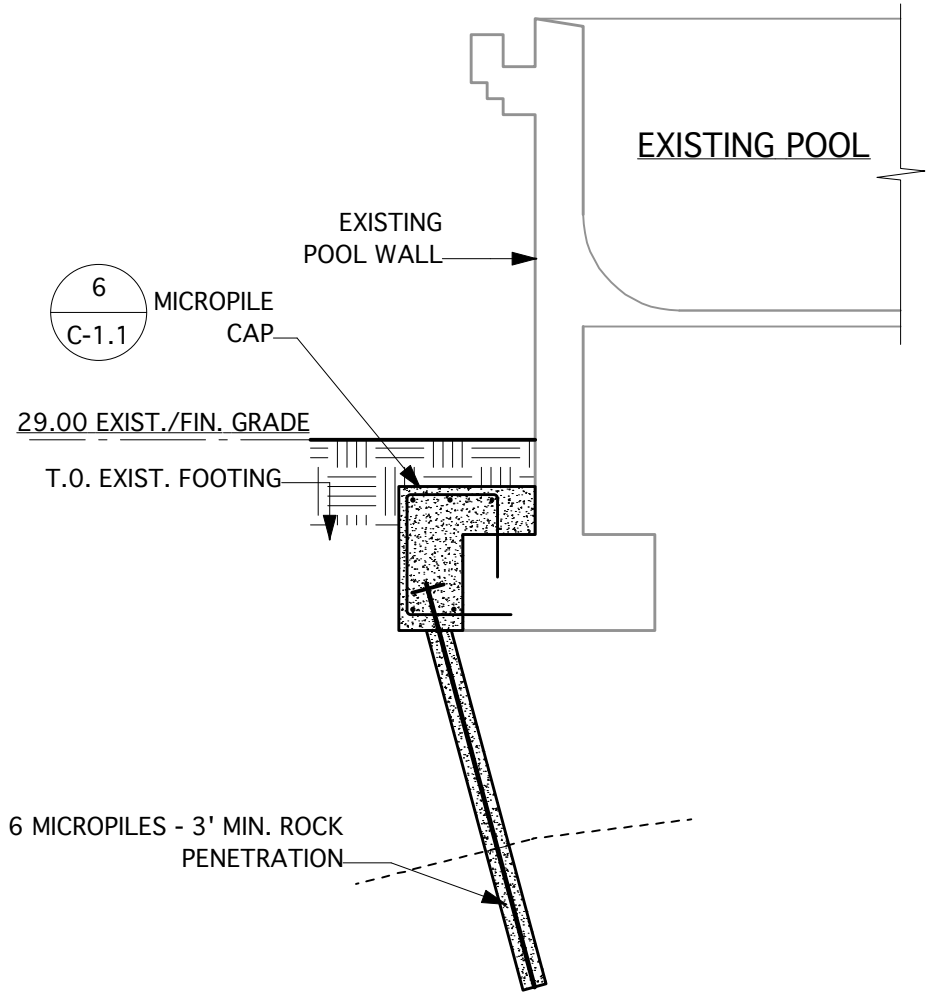 EXISTING POOL
EXISTING
POOL WALL
6
C-1.1
MICROPILE
CAP
29.00 EXIST./FIN. GRADE
T.O. EXIST. FOOTING
6 MICROPILES - 3' MIN. ROCK
PENETRATION